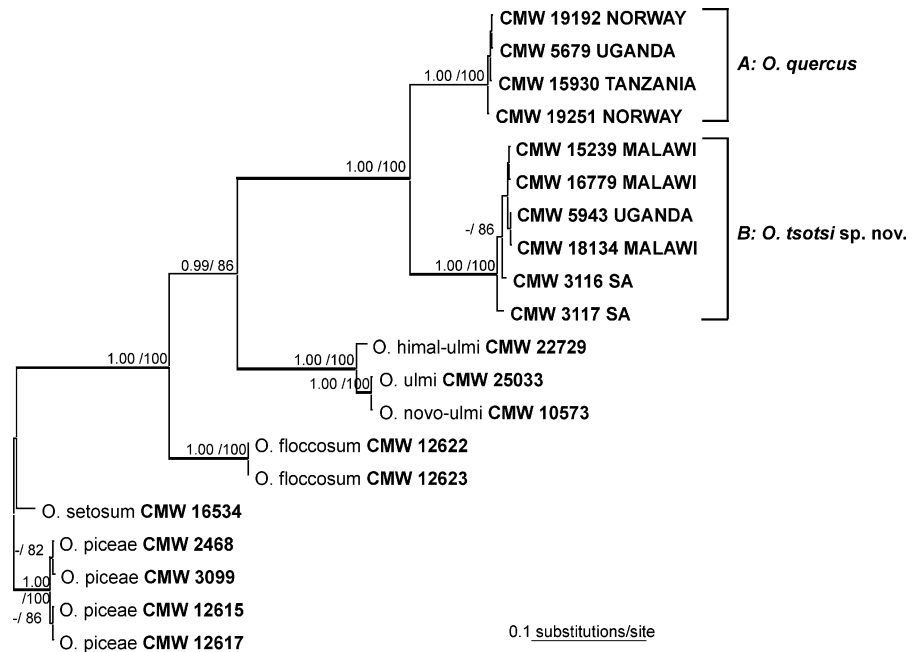 CMW 19192 NORWAY
CMW 5679 UGANDA
A: O. quercus
1.00 /100
CMW 15930 TANZANIA
CMW 19251 NORWAY
CMW 15239 MALAWI
1.00 /100
CMW 16779 MALAWI
CMW 5943 UGANDA
-/ 86
B: O. tsotsi sp. nov.
CMW 18134 MALAWI
0.99/ 86
1.00 /100
CMW 3116 SA
CMW 3117 SA
O. himal-ulmi CMW 22729
1.00 /100
1.00 /100
1.00 /100
O. ulmi CMW 25033
O. novo-ulmi CMW 10573
1.00 /100
O. floccosum CMW 12622
O. floccosum CMW 12623
O. setosum CMW 16534
-/ 82
O. piceae CMW 2468
1.00
/100
O. piceae CMW 3099
-/ 86
O. piceae CMW 12615
O. piceae CMW 12617
0.1 substitutions/site